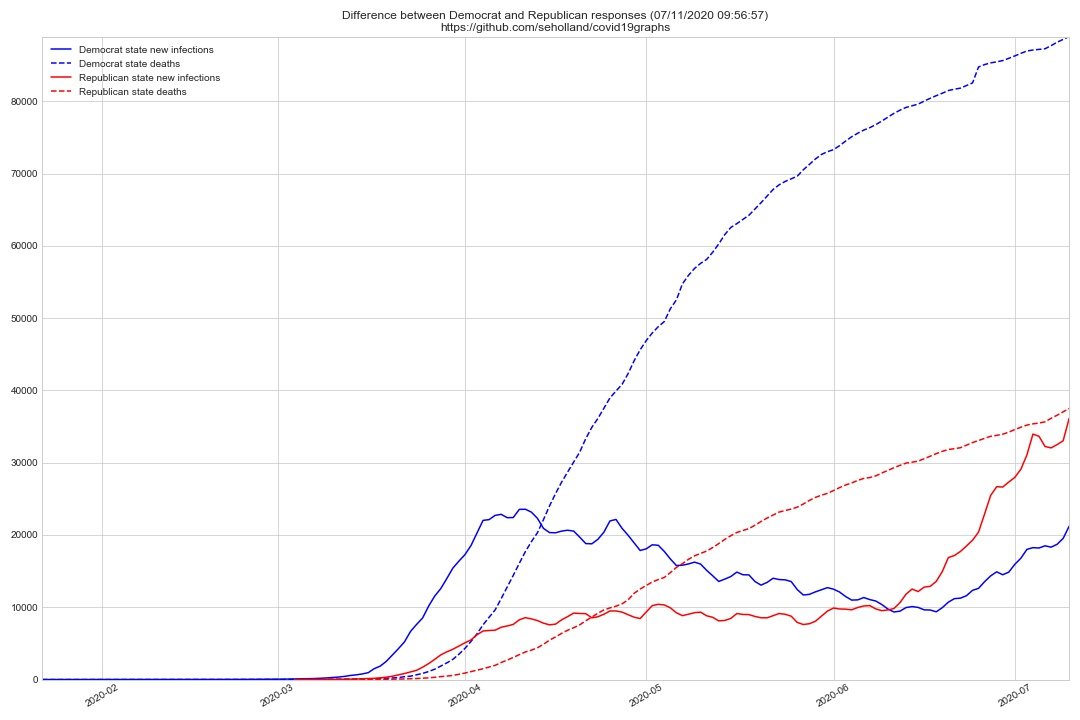 Difference between Democrat and Republican responses (07/11/2020 09:56:57)
https://github.com/seholland/covid19graphs
Democrat state new infections
Democrat state deaths
Republican state new infections
Republican state deaths
80000
70000
60000
50000
40000
30000
20000
10000
0
2020-02
2020-03
2020-04
2020-05
2020-06
2020-07